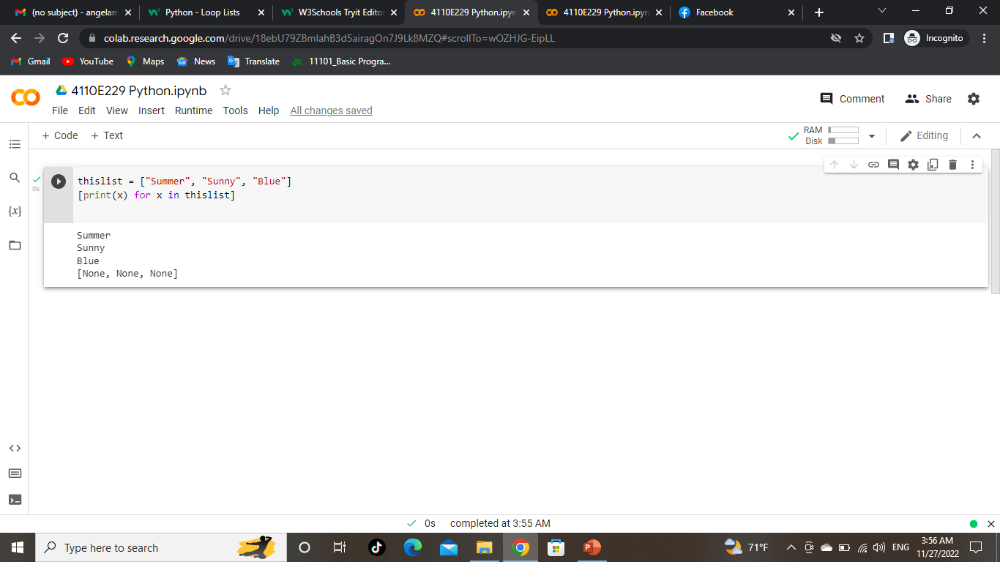 (no subject) - angelam
Python - Loop Lists
W3Schools Tryit Editor
4110E229 Python.ipyn
4110E229 Python.ipyn
Facebook
colab.research.google.com/drive/18ebU79ZBmlahB3d5airagOn7J9Lk8MZQ#scrollTo=wOZHJG-EipLL
Incognito
Gmail
YouTube
Maps
News
Translate
11101_Basic Progra...
4110E229 Python.ipynb
Comment
Share
File Edit View Insert Runtime Tools Help All changes saved
+ Code + Text
RAM
Disk
Editing
0s
{x}
thislist = ["Summer", "Sunny", "Blue"]
[print(x) for x in thislist]
Summer
Sunny
Blue
[None, None, None]
0s completed at 3:55 AM
Type here to search
71°F
ENG
3:56 AM
11/27/2022